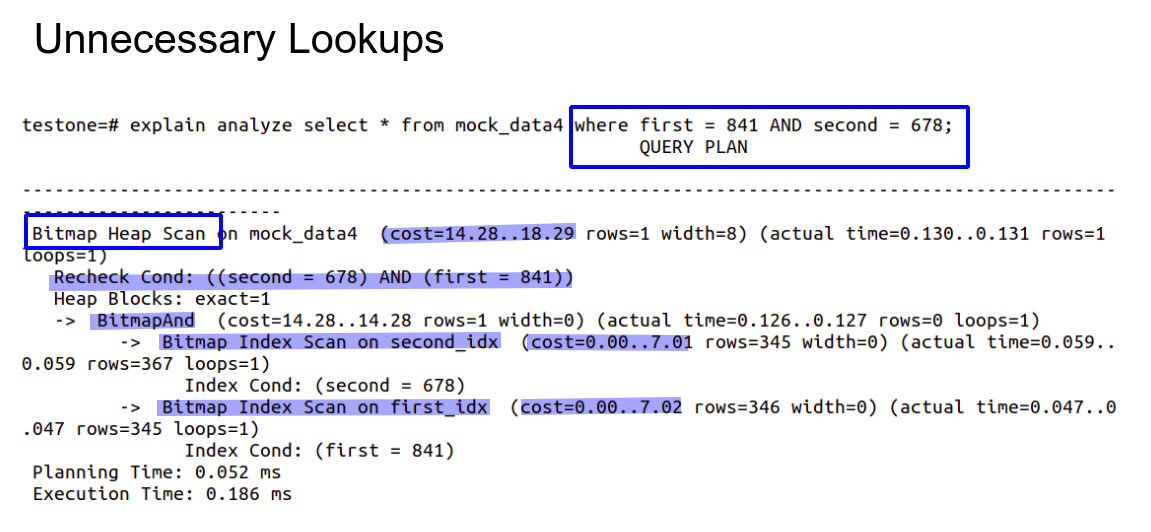 Unnecessary Lookups
testone=# explain analyze select * from mock_data4 where first = 841 AND second = 678;
QUERY PLAN
-----------------------------------------------------------------------------------------------------
------------------------
Bitmap Heap Scan on mock_data4  (cost=14.28..18.29 rows=1 width=8) (actual time=0.130..0.131 rows=1
loops=1)
Recheck Cond: ((second = 678) AND (first = 841))
Heap Blocks: exact=1
->  BitmapAnd  (cost=14.28..14.28 rows=1 width=0) (actual time=0.126..0.127 rows=0 loops=1)
->  Bitmap Index Scan on second_idx  (cost=0.00..7.01 rows=345 width=0) (actual time=0.059..
0.059 rows=367 loops=1)
Index Cond: (second = 678)
->  Bitmap Index Scan on first_idx  (cost=0.00..7.02 rows=346 width=0) (actual time=0.047..0
.047 rows=345 loops=1)
Index Cond: (first = 841)
Planning Time: 0.052 ms
Execution Time: 0.186 ms